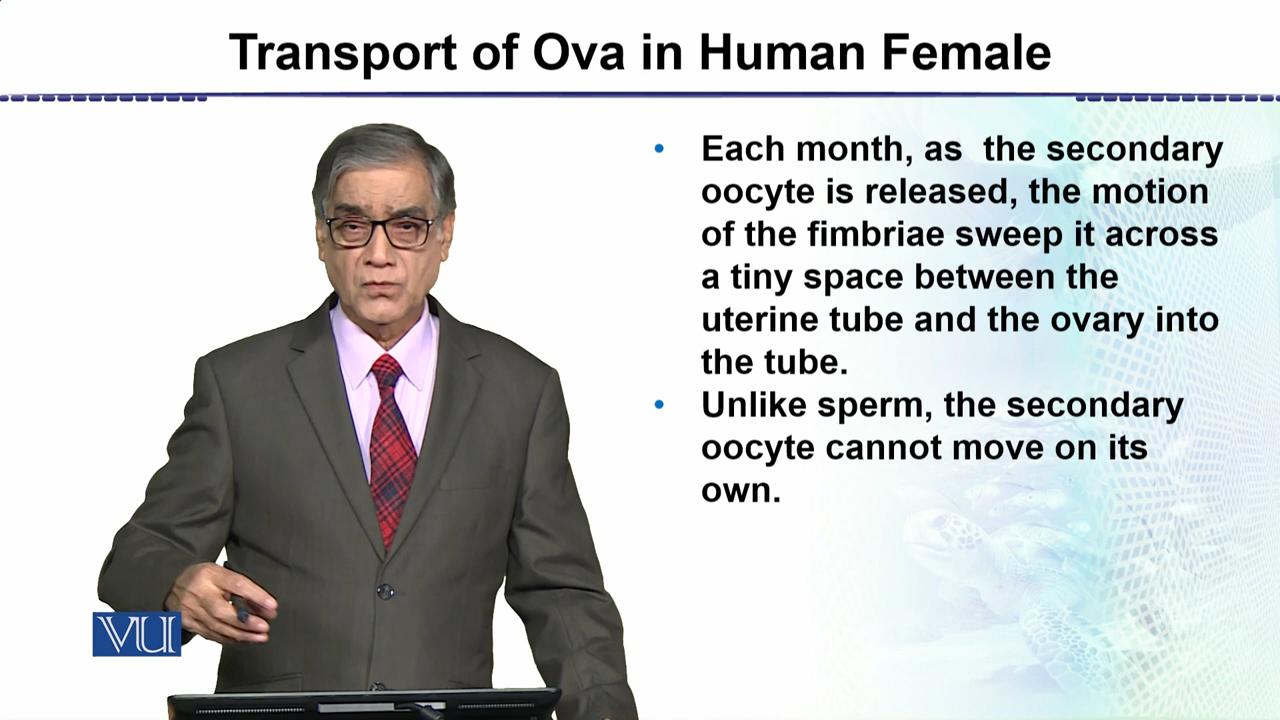 Transport of Ova in Human Female
• Each month, as  the secondary
oocyte is released, the motion
of the fimbriae sweep it across
a tiny space between the
uterine tube and the ovary into
the tube.
• Unlike sperm, the secondary
oocyte cannot move on its
own.
VU